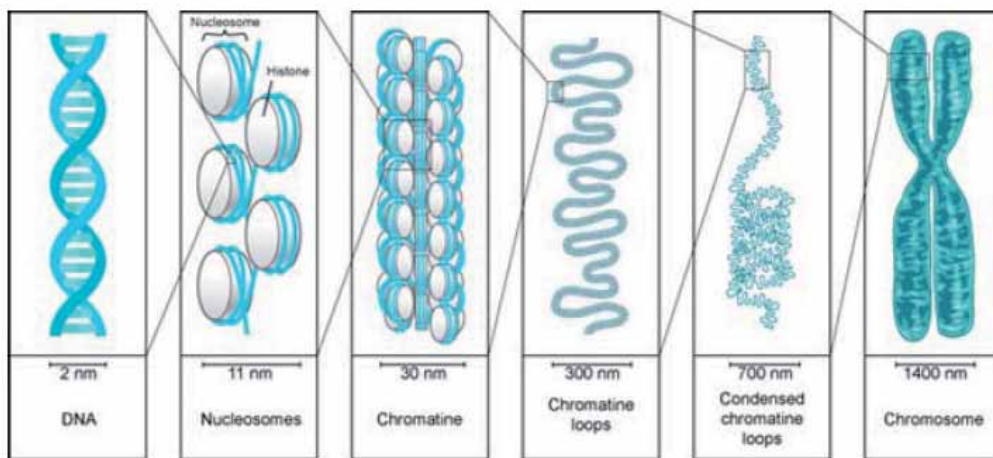 Nucleosome
Histone
2 nm
11 nm
30 nm
300 nm
700 nm
1400 nm
DNA
Nucleosomes
Chromatine
Chromatine
loops
Condensed
chromatine
loops
Chromosome